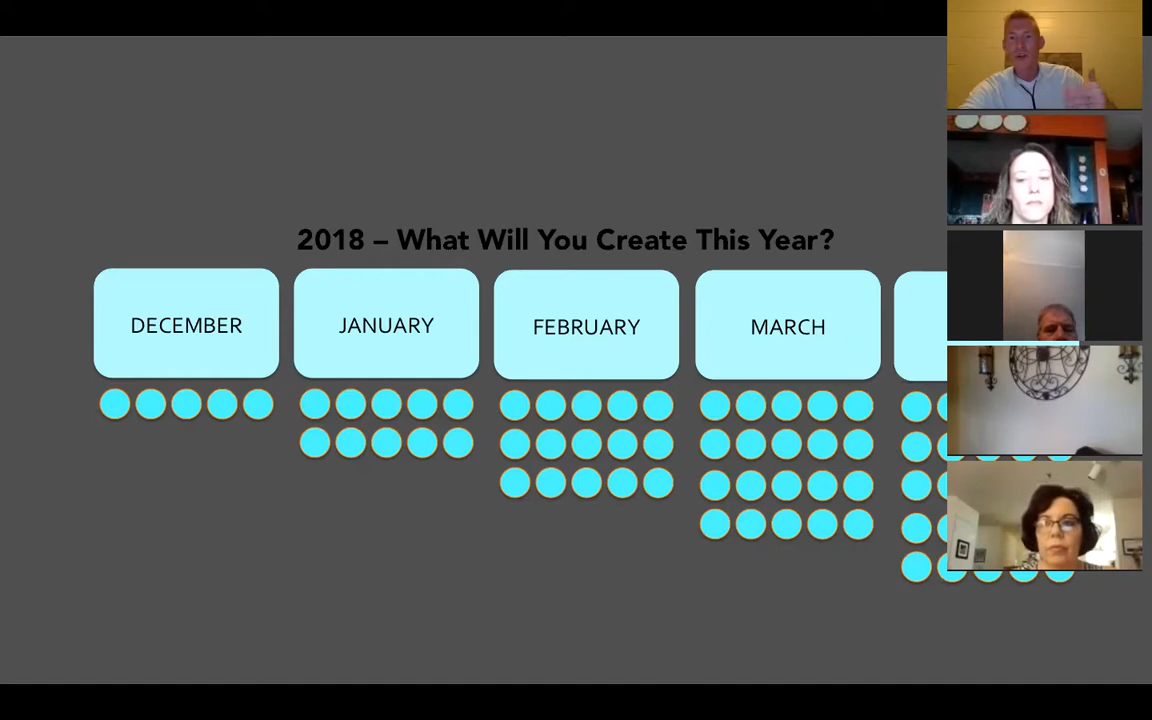 2018 – What Will You Create This Year?
DECEMBER
JANUARY
FEBRUARY
MARCH